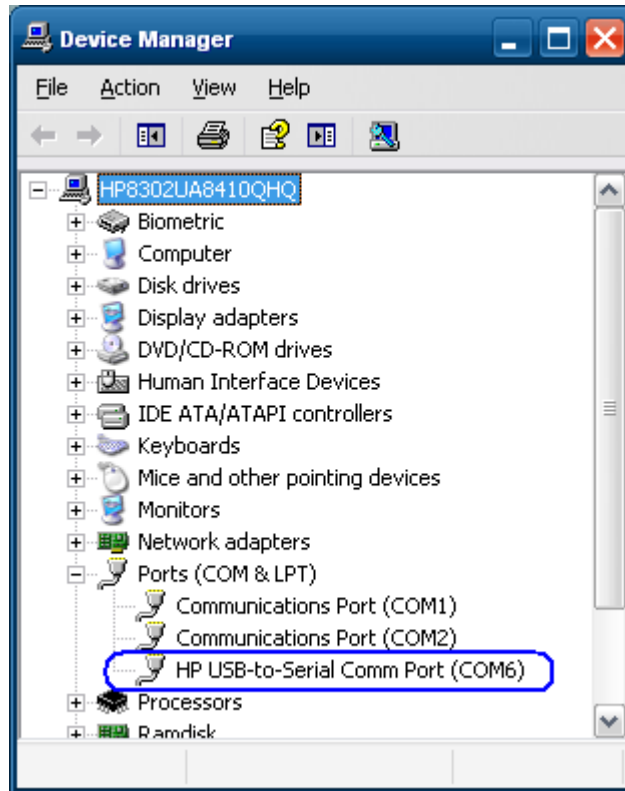 Device Manager
File Action View Help
HP8302UA8410QHQ
Biometric
Computer
Disk drives
Display adapters
DVD/CD-ROM drives
Human Interface Devices
IDE ATA/ATAPI controllers
Keyboards
Mice and other pointing devices
Monitors
Network adapters
Ports (COM & LPT)
Communications Port (COM1)
Communications Port (COM2)
HP USB-to-Serial Comm Port (COM6)
Processors
Ramdisk